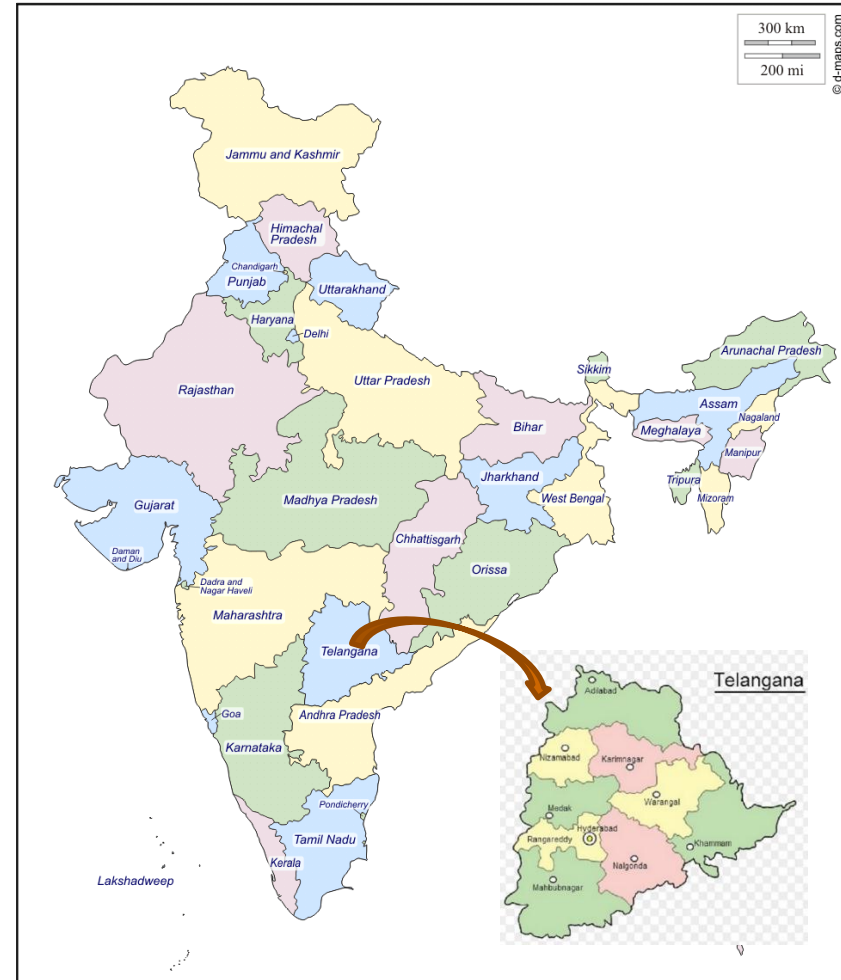 300 km
200 mi
© d-maps.com
Jammu and Kashmir
Himachal
Pradesh
Chandigarh
Punjab
Uttarakhand
Haryana
Delhi
Rajasthan
Uttar Pradesh
Sikkim
Arunachal Pradesh
Assam
Nagaland
Bihar
Meghalaya
Manipur
Jharkhand
Tripura
Mizoram
West Bengal
Gujarat
Madhya Pradesh
Chhattisgarh
Daman
and Diu
Orissa
Dadra and
Nagar Haveli
Maharashtra
Telangana
Goa
Andhra Pradesh
Karnataka
Pondicherry
Tamil Nadu
Kerala
Lakshadweep
Telangana
Adilabad
Nizamabad
Karimnagar
Warangal
Medak
Hyderabad
Rangareddy
Khammam
Nalgonda
Mahbubnagar